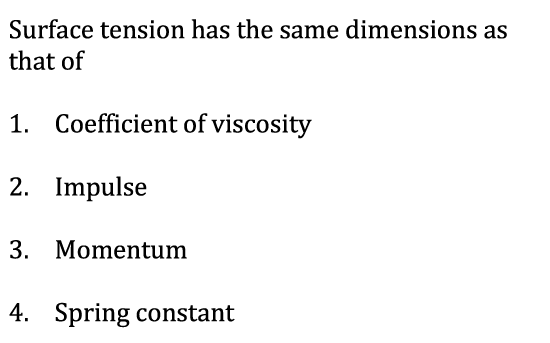 Surface tension has the same dimensions as
that of
1. Coefficient of viscosity
2. Impulse
3. Momentum
4. Spring constant